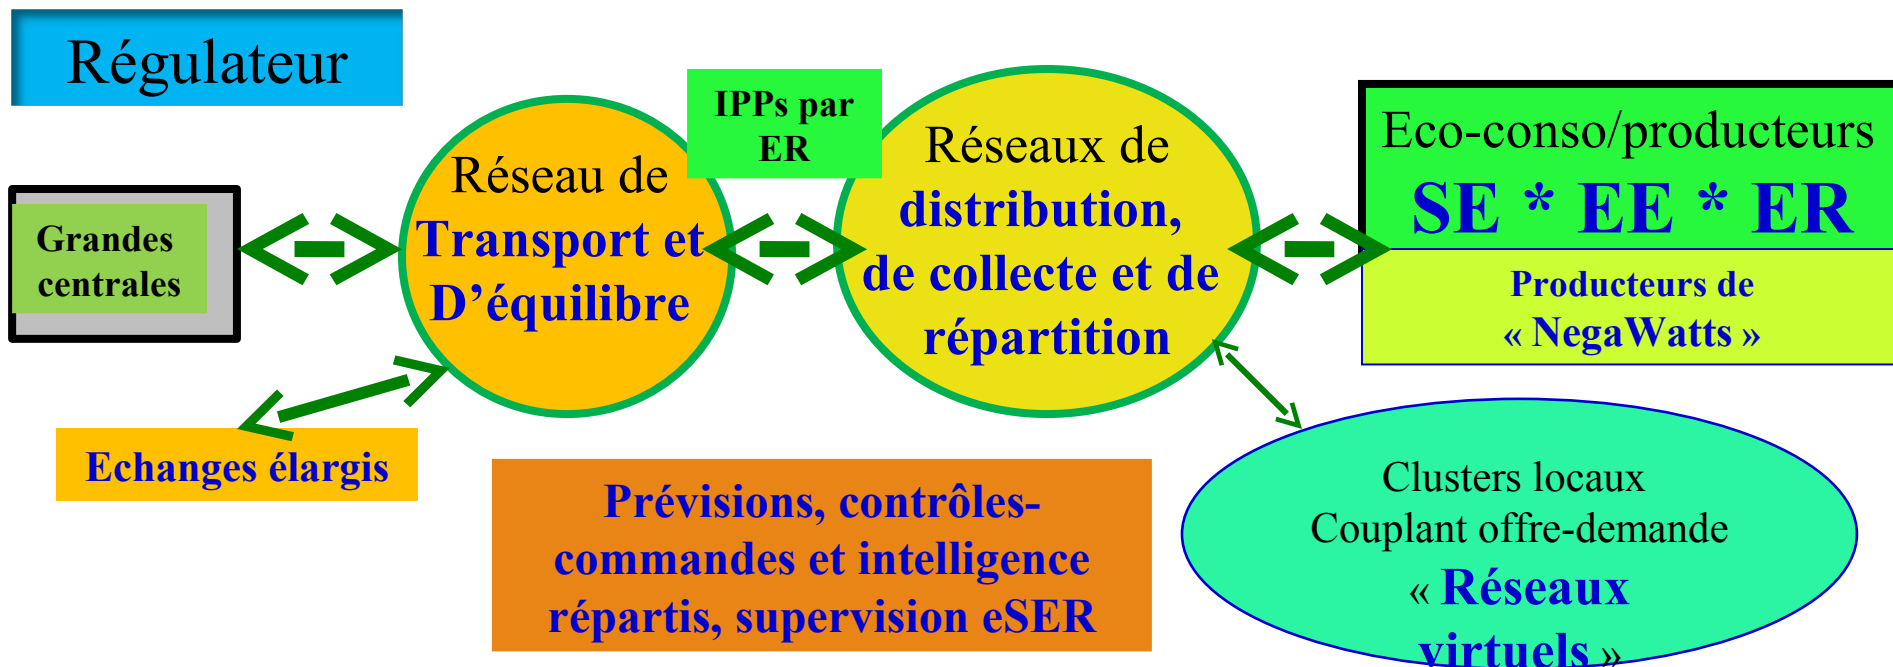 Régulateur
Grandes
centrales
Réseau de
Transport et
D’équilibre
IPPs par
ER
Réseaux de
distribution,
de collecte et de
répartition
Eco-conso/producteurs
SE * EE * ER
Producteurs de
« NegaWatts »
Echanges élargis
Prévisions, contrôles-
commandes et intelligence
répartis, supervision eSER
Clusters locaux
Couplant offre-demande
« Réseaux
virtuels »